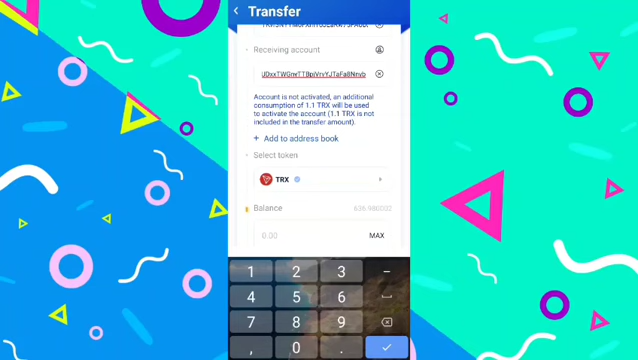 Transfer
Receiving account
Account is not activated, an additional
consumption of 1.1 TRX will be used
to activate the account (1.1 TRX is not
included in the transfer amount).
+ Add to address book
Select token
TRX
Balance 636.980002
0.00 MAX
1 2 3 -
4 5 6
7 8 9
, 0 .